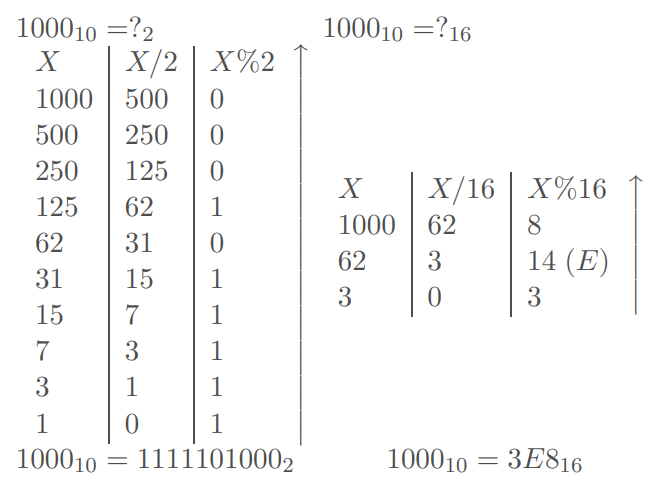 1000₁₀ =?₂
X X/2 X%2 ↑
1000 500 0
500 250 0
250 125 0
125 62 1
62 31 0
31 15 1
15 7 1
7 3 1
3 1 1
1 0 1
1000₁₀ = 1111101000₂
1000₁₀ =?₁₆
X X/16 X%16 ↑
1000 62 8
62 3 14 (E)
3 0 3
1000₁₀ = 3E8₁₆